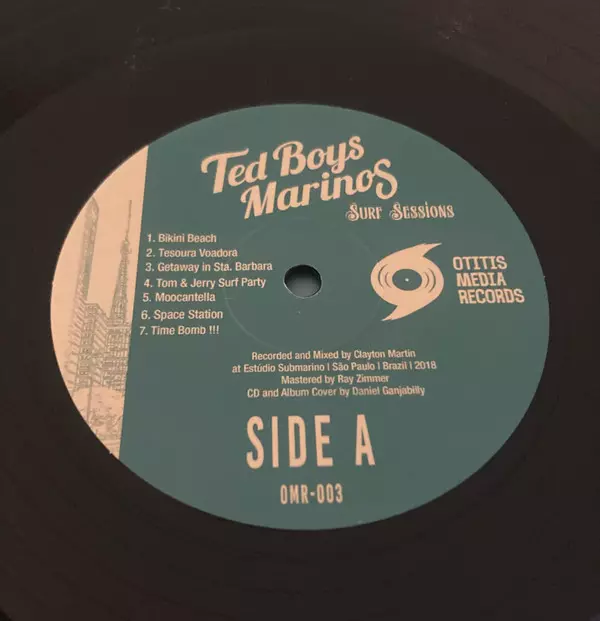 Ted Boys
Marinos
Surf Sessions
1. Bikini Beach
2. Tesoura Voadora
3. Getaway in Sta. Barbara
4. Tom & Jerry Surf Party
5. Moocantella
6. Space Station
7. Time Bomb !!!
OTITIS
MEDIA
RECORDS
Recorded and Mixed by Clayton Martin
at Estúdio Submarino | São Paulo | Brazil | 2018
Mastered by Ray Zimmer
CD and Album Cover by Daniel Ganjabilly
SIDE A
OMR-003